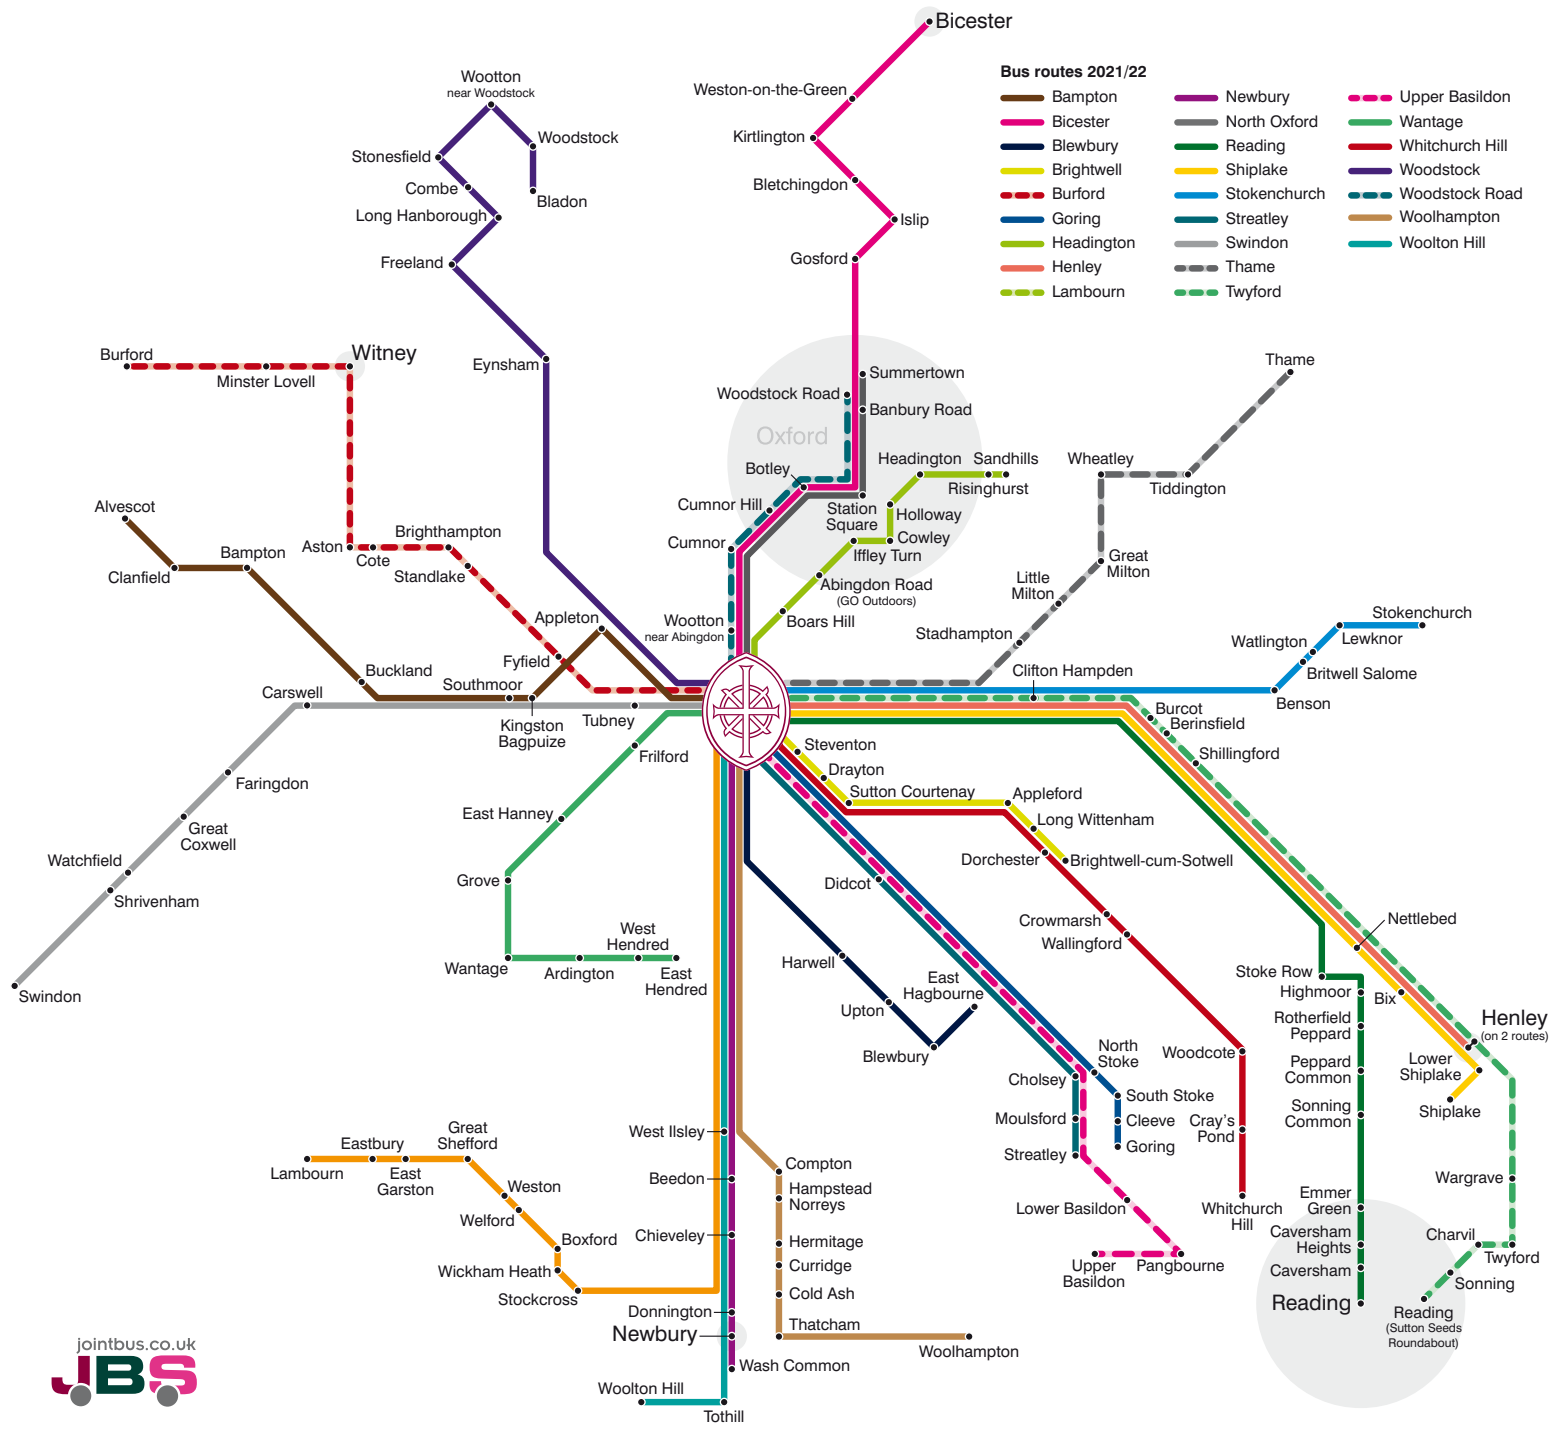 Bicester
Weston-on-the-Green
Kirtlington
Bletchingdon
Islip
Gosford
Bus routes 2021/22
Bampton
Bicester
Blewbury
Brightwell
Burford
Goring
Headington
Henley
Lambourn
Newbury
North Oxford
Reading
Shiplake
Stokenchurch
Streatley
Swindon
Thame
Twyford
Upper Basildon
Wantage
Whitchurch Hill
Woodstock
Woodstock Road
Woolhampton
Woolton Hill
Wootton
near Woodstock
Woodstock
Stonesfield
Combe
Bladon
Long Hanborough
Freeland
Eynsham
Burford
Minster Lovell
Witney
Aston
Cote
Brighthampton
Standlake
Fyfield
Alvescot
Clanfield
Bampton
Buckland
Southmoor
Kingston
Bagpuize
Appleton
Carswell
Tubney
Faringdon
Great
Coxwell
Watchfield
Shrivenham
Swindon
Frilford
East Hanney
Grove
Wantage
Ardington
West
Hendred
East
Hendred
Oxford
Summertown
Woodstock Road
Banbury Road
Botley
Cumnor Hill
Cumnor
Wootton
near Abingdon
Station
Square
Headington
Sandhills
Risinghurst
Holloway
Cowley
Iffley Turn
Abingdon Road
(GO Outdoors)
Boars Hill
Thame
Wheatley
Tiddington
Great
Milton
Little
Milton
Stadhampton
Clifton Hampden
Stokenchurch
Lewknor
Watlington
Britwell Salome
Benson
Burcot
Berinsfield
Shillingford
Steventon
Drayton
Sutton Courtenay
Appleford
Long Wittenham
Brightwell-cum-Sotwell
Dorchester
Crowmarsh
Wallingford
Woodcote
Cray's
Pond
Whitchurch
Hill
Didcot
Harwell
Upton
Blewbury
East
Hagbourne
North
Stoke
Cholsey
South Stoke
Moulsford
Cleeve
Streatley
Goring
Lower Basildon
Upper
Basildon
Pangbourne
Nettlebed
Stoke Row
Highmoor
Bix
Rotherfield
Peppard
Peppard
Common
Sonning
Common
Emmer
Green
Caversham
Heights
Caversham
Reading
Henley
(on 2 routes)
Lower
Shiplake
Shiplake
Wargrave
Charvil
Twyford
Sonning
Reading
(Sutton Seeds
Roundabout)
West Ilsley
Beedon
Chieveley
Donnington
Newbury
Wash Common
Woolton Hill
Tothill
Compton
Hampstead
Norreys
Hermitage
Curridge
Cold Ash
Thatcham
Woolhampton
Lambourn
Eastbury
East
Garston
Great
Shefford
Weston
Welford
Boxford
Wickham Heath
Stockcross
jointbus.co.uk
JBS